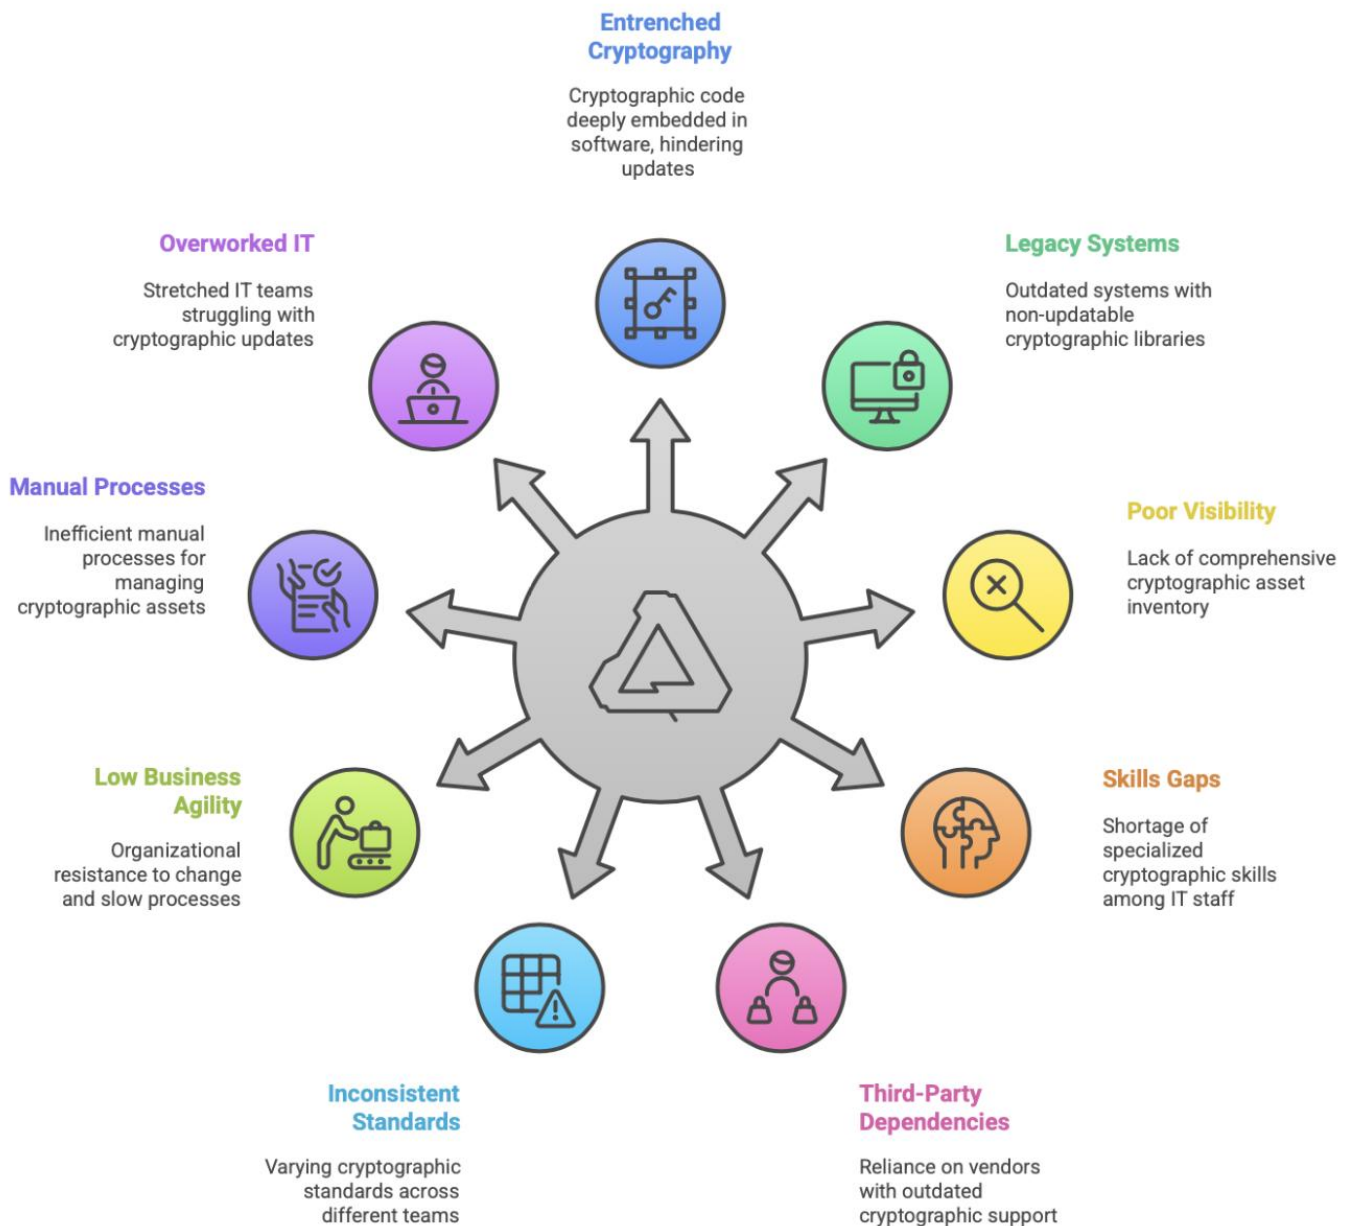 Entrenched
Cryptography
Cryptographic code
deeply embedded in
software, hindering
updates
Overworked IT
Stretched IT teams
struggling with
cryptographic updates
Legacy Systems
Outdated systems with
non-updatable
cryptographic libraries
Manual Processes
Inefficient manual
processes for
managing
cryptographic assets
Poor Visibility
Lack of comprehensive
cryptographic asset
inventory
Low Business
Agility
Organizational
resistance to change
and slow processes
Skills Gaps
Shortage of
specialized
cryptographic skills
among IT staff
Inconsistent
Standards
Varying cryptographic
standards across
different teams
Third-Party
Dependencies
Reliance on vendors
with outdated
cryptographic support